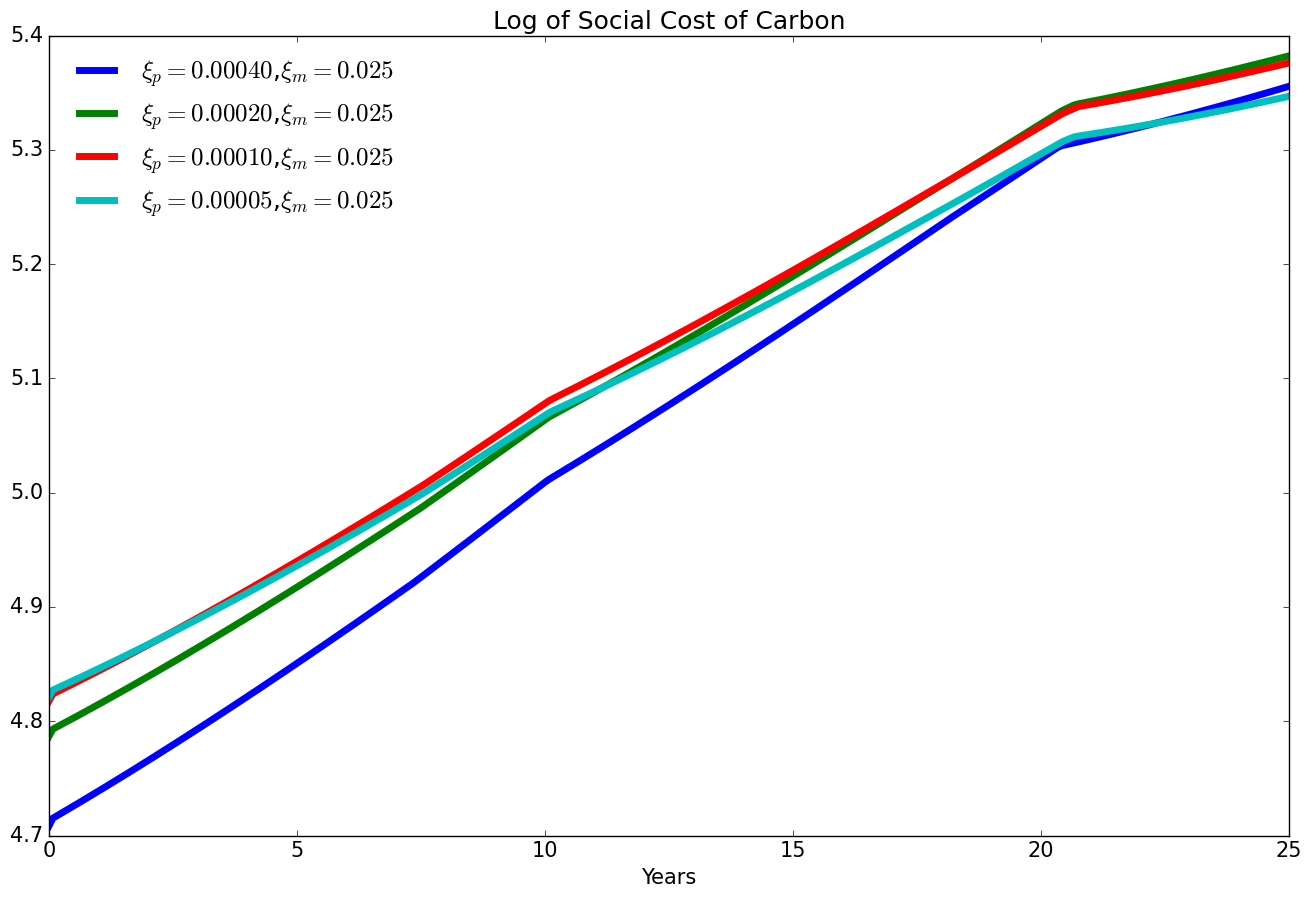 Log of Social Cost of Carbon
5.4
5.3
5.2
5.1
5.0
4.9
4.8
4.7
ξp = 0.00040,ξm = 0.025
ξp = 0.00020,ξm = 0.025
ξp = 0.00010,ξm = 0.025
ξp = 0.00005,ξm = 0.025
0 5 10 15 20 25
Years